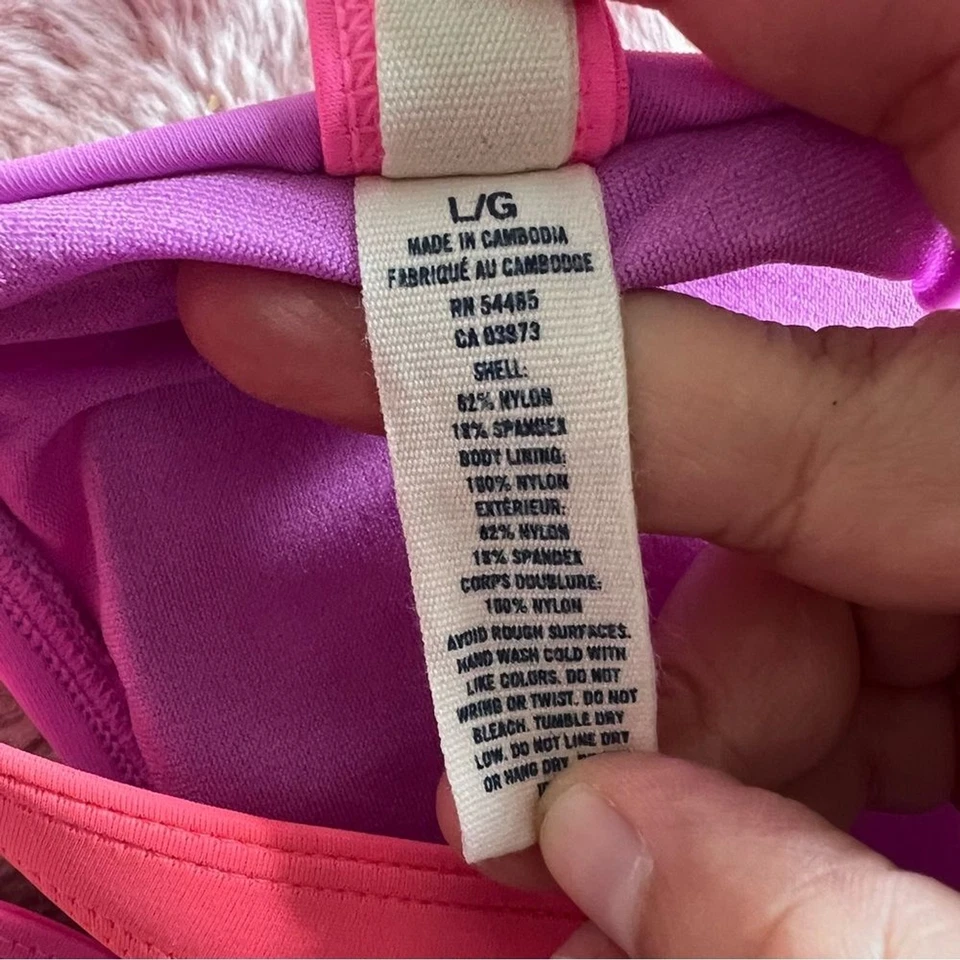 L/G
MADE IN CAMBODIA
FABRIQUÉ AU CAMBODGE
RN 54485
CA 03973
SHELL:
82% NYLON
18% SPANDEX
BODY LINING:
100% NYLON
EXTÉRIEUR:
82% NYLON
18% SPANDEX
CORPS DOUBLURE:
100% NYLON
AVOID ROUGH SURFACES.
HAND WASH COLD WITH
LIKE COLORS. DO NOT
WRING OR TWIST. DO NOT
BLEACH. TUMBLE DRY
LOW. DO NOT LINE DRY
OR HANG DRY.